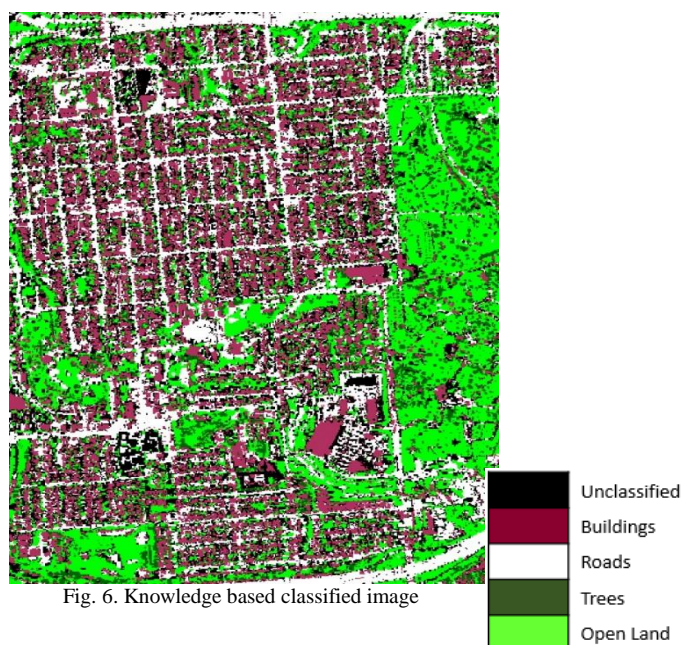 Unclassified
Buildings
Roads
Trees
Open Land
Fig. 6. Knowledge based classified image